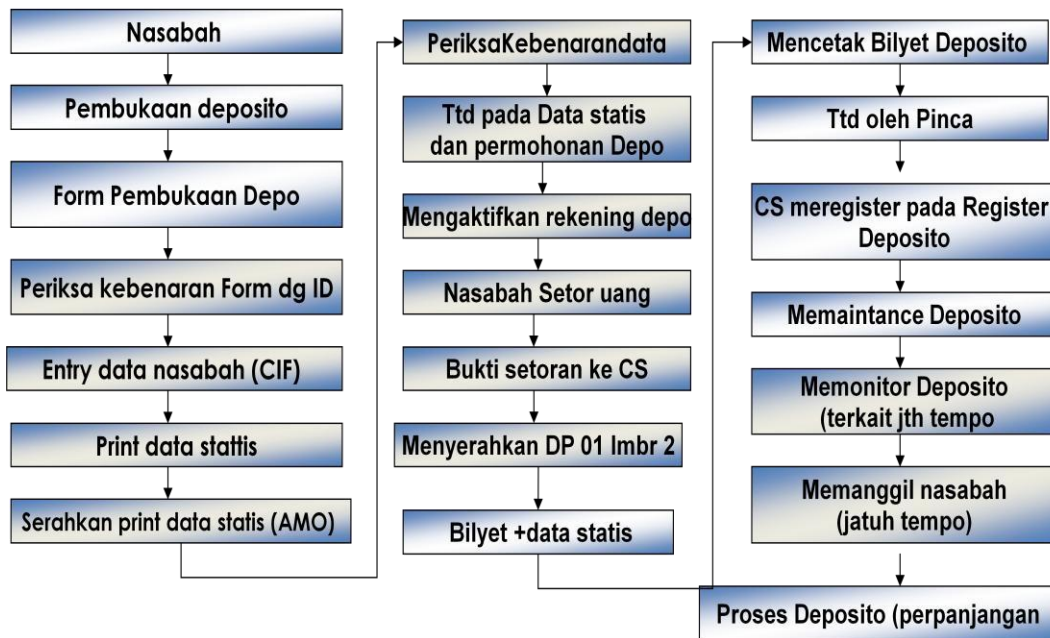 Nasabah
Pembukaan deposito
Form Pembukaan Depo
Periksa kebenaran Form dg ID
Entry data nasabah (CIF)
Print data stattis
Serahkan print data statis (AMO)
PeriksaKebenarandata
Ttd pada Data statis
dan permohonan Depo
Mengaktifkan rekening depo
Nasabah Setor uang
Bukti setoran ke CS
Menyerahkan DP 01 lmbr 2
Bilyet +data statis
Mencetak Bilyet Deposito
Ttd oleh Pinca
CS meregister pada Register
Deposito
Memaintance Deposito
Memonitor Deposito
(terkait jth tempo
Memanggil nasabah
(jatuh tempo)
Proses Deposito (perpanjangan